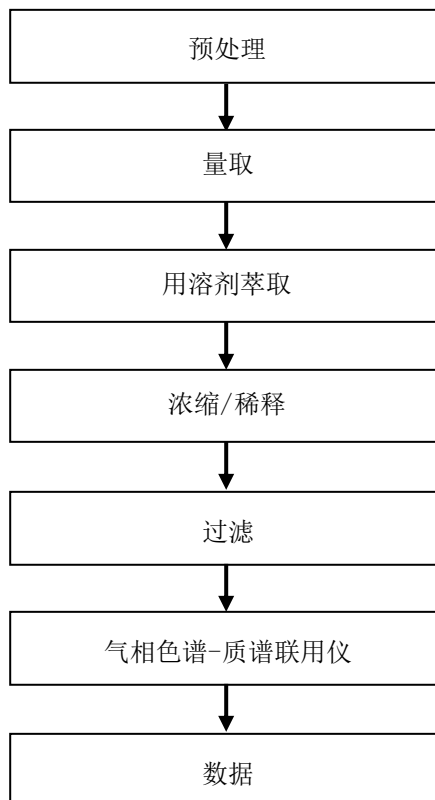 预处理
量取
用溶剂萃取
浓缩/稀释
过滤
气相色谱-质谱联用仪
数据